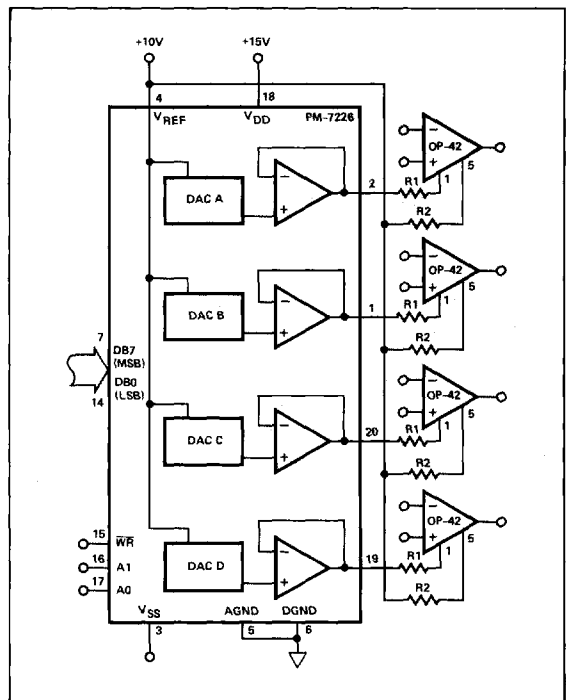 +10V
+15V
4
18
VREF
VDD
PM-7226
−
OP-42
+
5
1
2
R1
R2
DAC A
−
+
−
OP-42
+
5
1
1
R1
R2
DAC B
−
+
7
DB7
(MSB)
DB0
(LSB)
14
−
OP-42
+
5
1
20
R1
R2
DAC C
−
+
−
OP-42
+
5
1
19
R1
R2
DAC D
−
+
15
WR
16
A1
17
A0
VSS
3
AGND
5
DGND
6